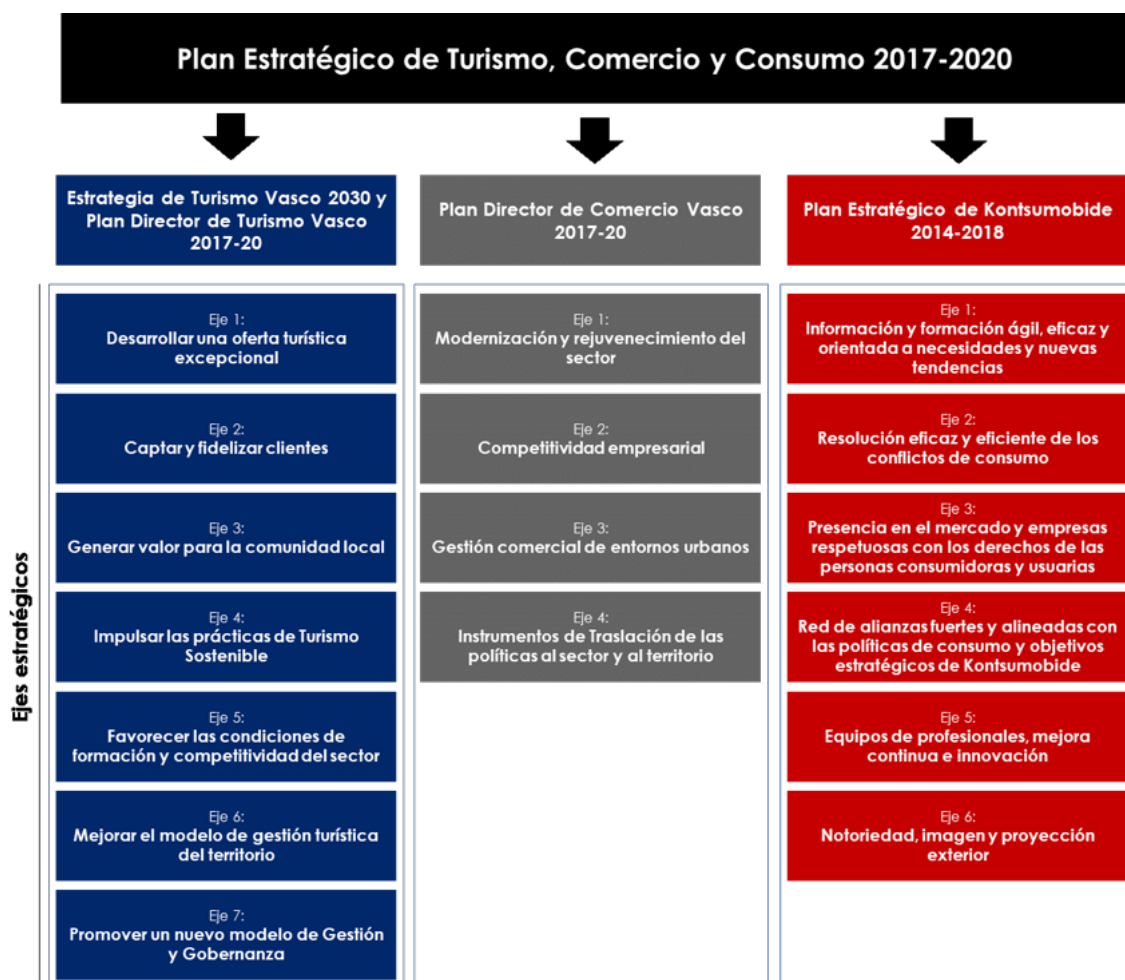 Plan Estratégico de Turismo, Comercio y Consumo 2017-2020
Estrategia de Turismo Vasco 2030 y
Plan Director de Turismo Vasco
2017-20
Plan Director de Comercio Vasco
2017-20
Plan Estratégico de Kontsumobide
2014-2018
Ejes estratégicos
Eje 1:
Desarrollar una oferta turística
excepcional
Eje 2:
Captar y fidelizar clientes
Eje 3:
Generar valor para la comunidad local
Eje 4:
Impulsar las prácticas de Turismo
Sostenible
Eje 5:
Favorecer las condiciones de
formación y competitividad del sector
Eje 6:
Mejorar el modelo de gestión turística
del territorio
Eje 7:
Promover un nuevo modelo de Gestión
y Gobernanza
Eje 1:
Modernización y rejuvenecimiento del
sector
Eje 2:
Competitividad empresarial
Eje 3:
Gestión comercial de entornos urbanos
Eje 4:
Instrumentos de Traslación de las
políticas al sector y al territorio
Eje 1:
Información y formación ágil, eficaz y
orientada a necesidades y nuevas
tendencias
Eje 2:
Resolución eficaz y eficiente de los
conflictos de consumo
Eje 3:
Presencia en el mercado y empresas
respetuosas con los derechos de las
personas consumidoras y usuarias
Eje 4:
Red de alianzas fuertes y alineadas con
las políticas de consumo y objetivos
estratégicos de Kontsumobide
Eje 5:
Equipos de profesionales, mejora
continua e innovación
Eje 6:
Notoriedad, imagen y proyección
exterior